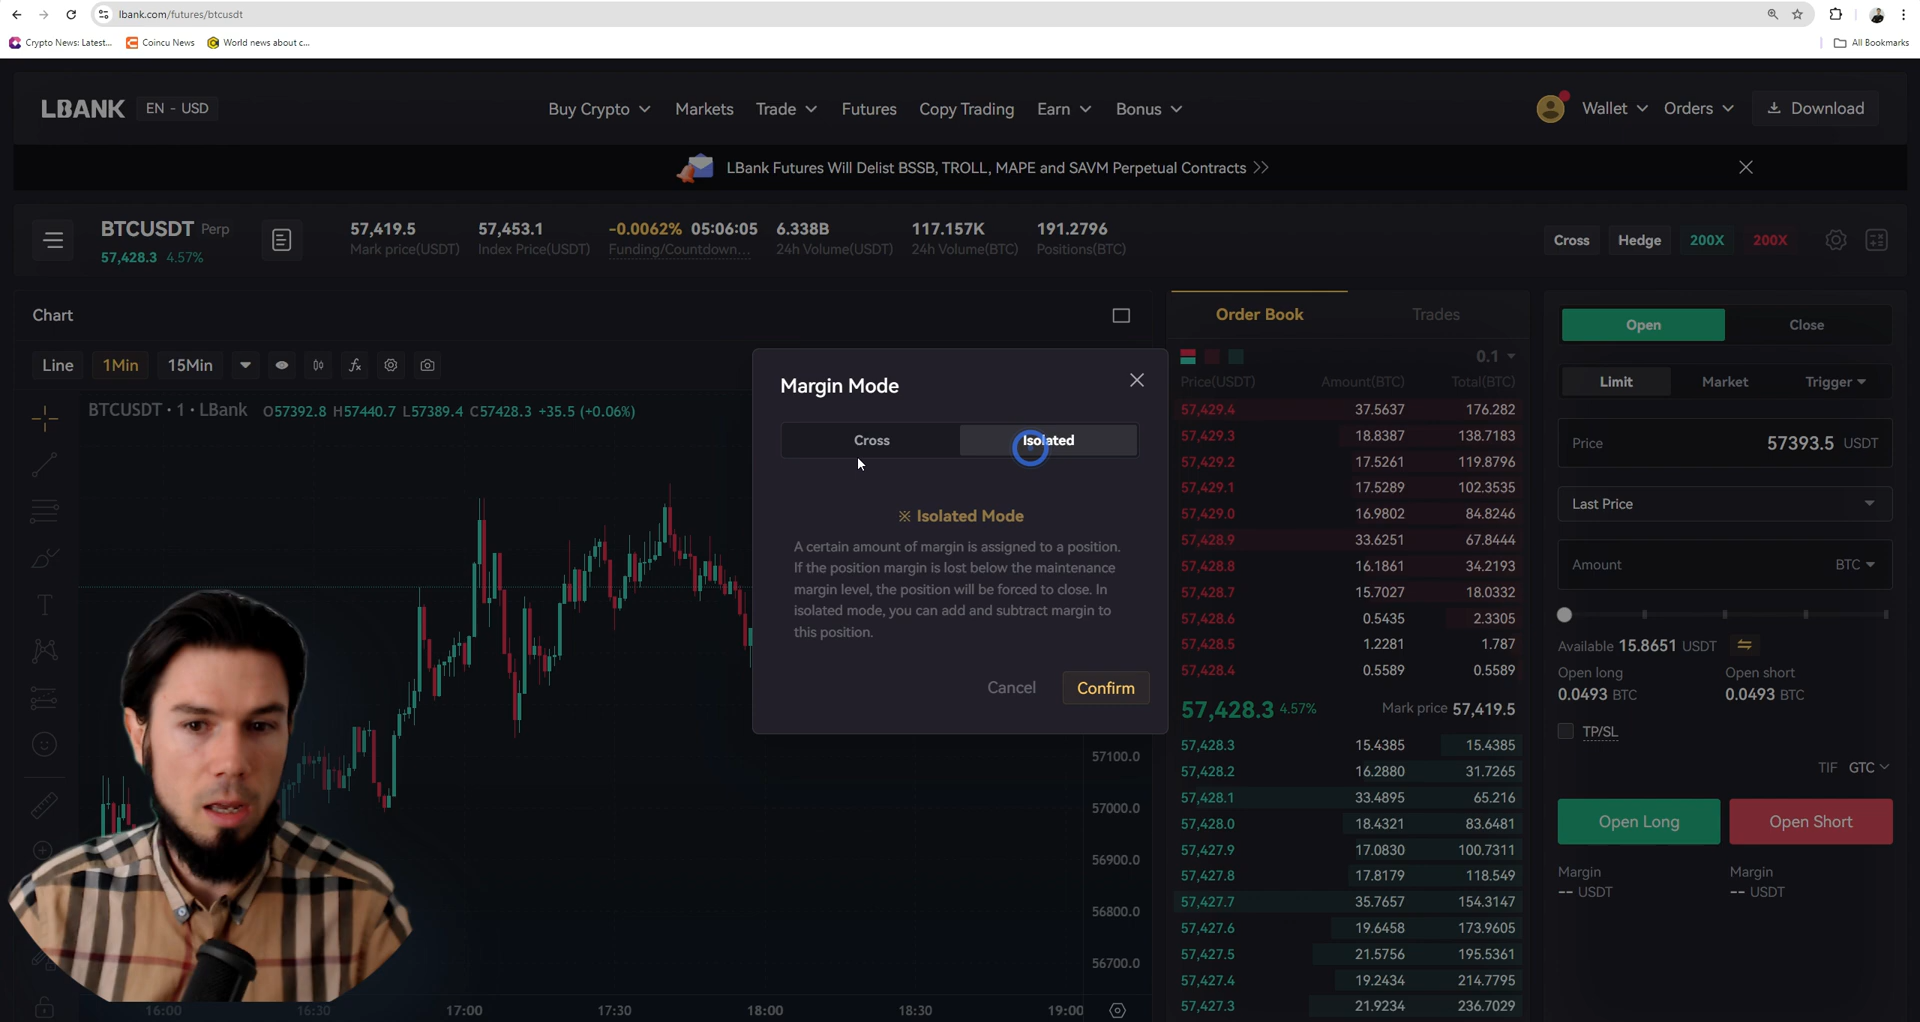 lbank.com/futures/btcusdt
Crypto News: Latest... Coincu News World news about c... All Bookmarks
LBANK EN - USD Buy Crypto Markets Trade Futures Copy Trading Earn Bonus Wallet Orders Download
LBank Futures Will Delist BSSB, TROLL, MAPE and SAVM Perpetual Contracts
BTCUSDT Perp 57,419.5 57,453.1 -0.0062% 05:06:05 6.338B 117.157K 191.2796 Cross Hedge 200X 200X
57,428.3 4.57% Mark price(USDT) Index Price(USDT) Funding/Countdown... 24h Volume(USDT) 24h Volume(BTC) Positions(BTC)
Chart
Line 1Min 15Min
BTCUSDT · 1 · LBank O57392.8 H57440.7 L57389.4 C57428.3 +35.5 (+0.06%)
57100.0
57000.0
56900.0
56800.0
56700.0
16:00 16:30 17:00 17:30 18:00 18:30 19:00
Margin Mode
Cross Isolated
※ Isolated Mode
A certain amount of margin is assigned to a position.
If the position margin is lost below the maintenance
margin level, the position will be forced to close. In
isolated mode, you can add and subtract margin to
this position.
Cancel Confirm
Order Book Trades
0.1
Price(USDT) Amount(BTC) Total(BTC)
57,429.4 37.5637 176.282
57,429.3 18.8387 138.7183
57,429.2 17.5261 119.8796
57,429.1 17.5289 102.3535
57,429.0 16.9802 84.8246
57,428.9 33.6251 67.8444
57,428.8 16.1861 34.2193
57,428.7 15.7027 18.0332
57,428.6 0.5435 2.3305
57,428.5 1.2281 1.787
57,428.4 0.5589 0.5589
57,428.3 4.57% Mark price 57,419.5
57,428.3 15.4385 15.4385
57,428.2 16.2880 31.7265
57,428.1 33.4895 65.216
57,428.0 18.4321 83.6481
57,427.9 17.0830 100.7311
57,427.8 17.8179 118.549
57,427.7 35.7657 154.3147
57,427.6 19.6458 173.9605
57,427.5 21.5756 195.5361
57,427.4 19.2434 214.7795
57,427.3 21.9234 236.7029
Open Close
Limit Market Trigger
Price 57393.5 USDT
Last Price
Amount BTC
Available 15.8651 USDT
Open long Open short
0.0493 BTC 0.0493 BTC
TP/SL
TIF GTC
Open Long Open Short
Margin Margin
-- USDT -- USDT